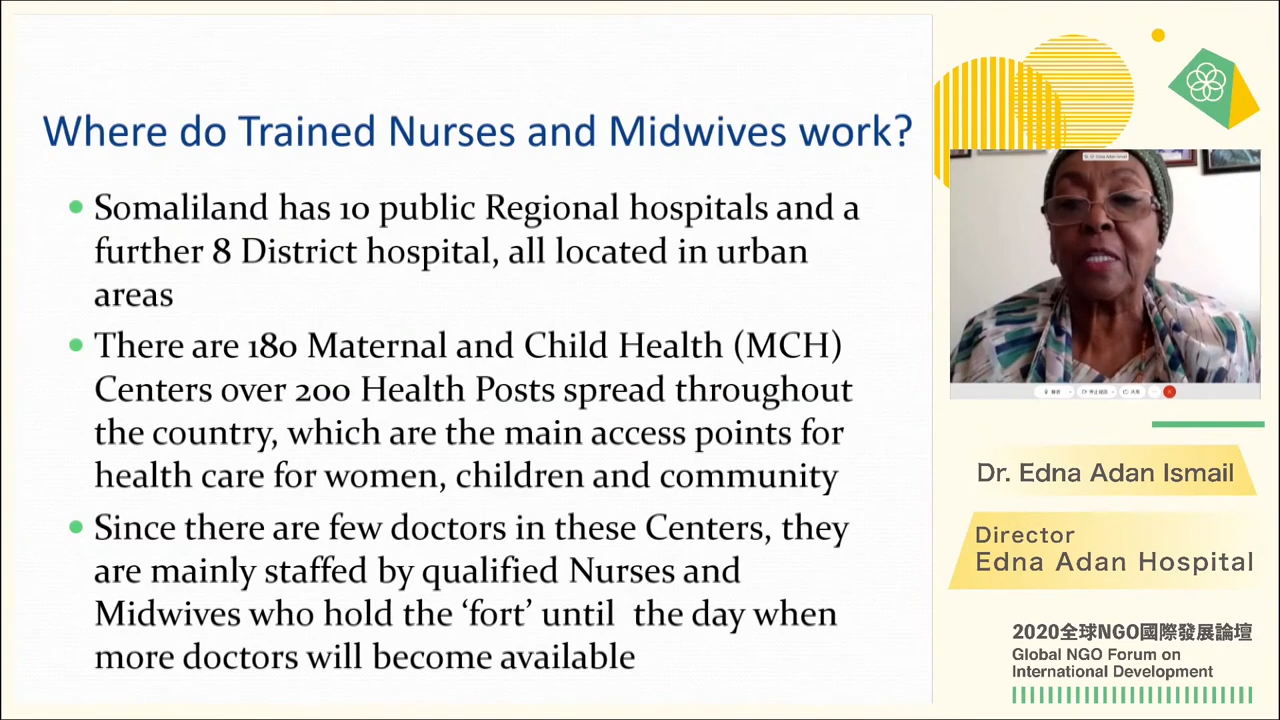 Where do Trained Nurses and Midwives work?
Somaliland has 10 public Regional hospitals and a
further 8 District hospital, all located in urban
areas
There are 180 Maternal and Child Health (MCH)
Centers over 200 Health Posts spread throughout
the country, which are the main access points for
health care for women, children and community
Since there are few doctors in these Centers, they
are mainly staffed by qualified Nurses and
Midwives who hold the ‘fort’ until  the day when
more doctors will become available
Dr. Edna Adan Ismail
Dr. Edna Adan Ismail
Director
Edna Adan Hospital
2020全球NGO國際發展論壇
Global NGO Forum on
International Development